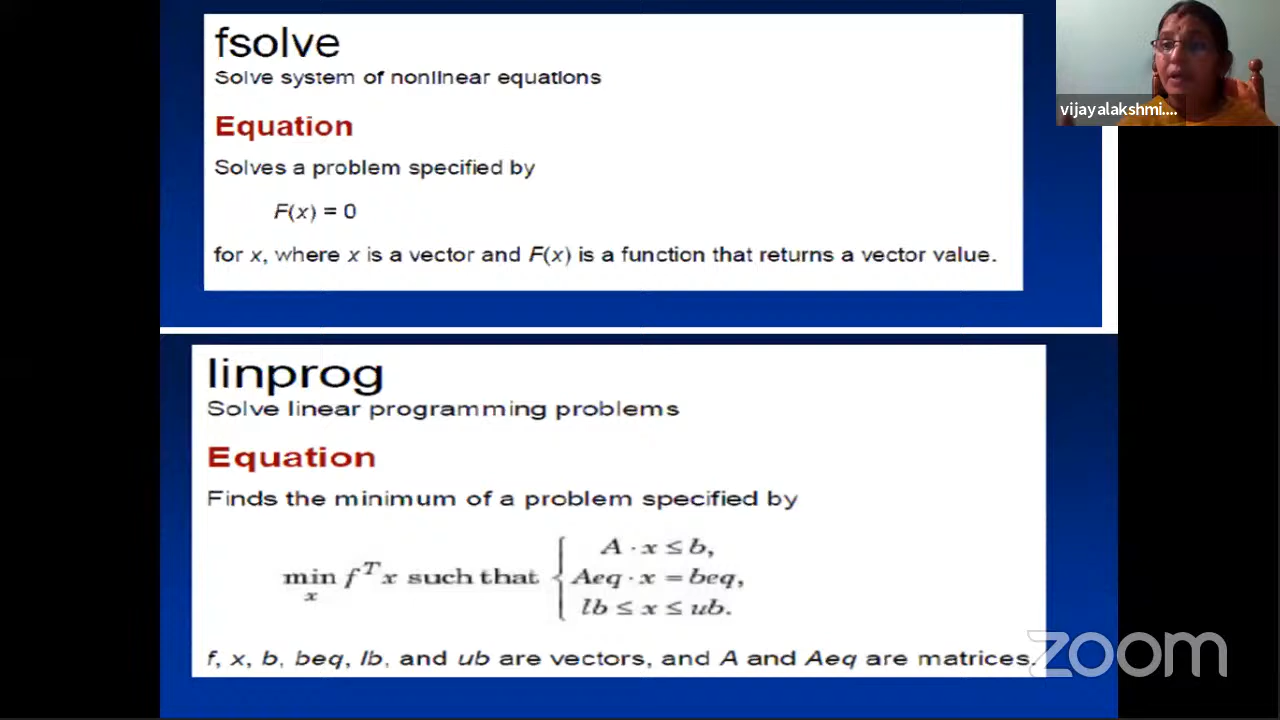 fsolve
Solve system of nonlinear equations
Equation
Solves a problem specified by
F(x) = 0
for x, where x is a vector and F(x) is a function that returns a vector value.
vijayalakshmi....
linprog
Solve linear programming problems
Equation
Finds the minimum of a problem specified by
min f^T x such that { A · x ≤ b,
x Aeq · x = beq,
lb ≤ x ≤ ub.
f, x, b, beq, lb, and ub are vectors, and A and Aeq are matrices.
zoom